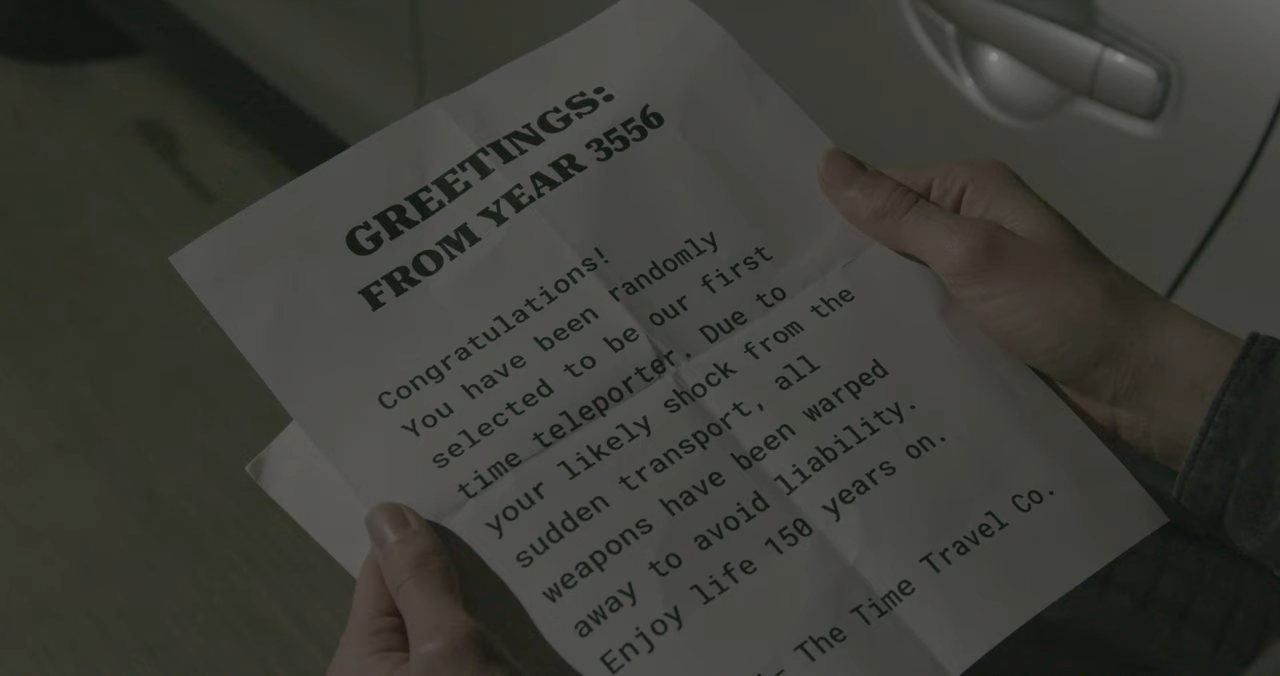 GREETINGS:
FROM YEAR 3556
Congratulations!
You have been randomly
selected to be our first
time teleporter. Due to
your likely shock from the
sudden transport, all
weapons have been warped
away to avoid liability.
Enjoy life 150 years on.
— The Time Travel Co.